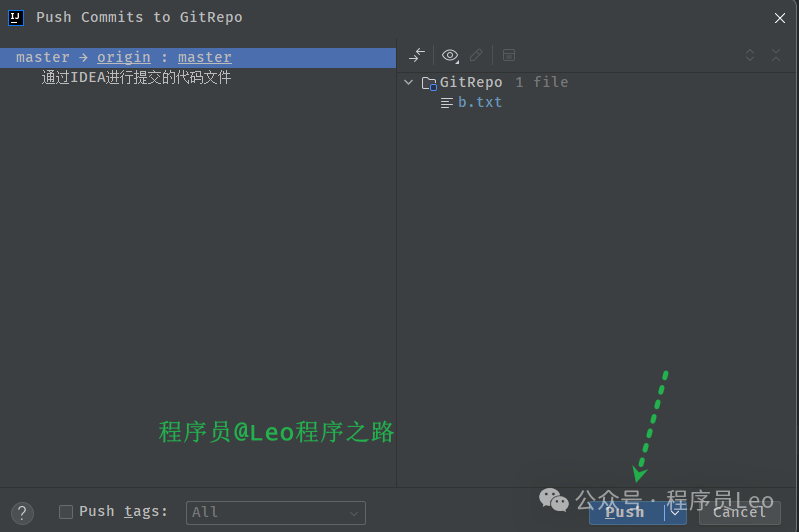 Push Commits to GitRepo
master → origin : master
通过IDEA进行提交的代码文件
GitRepo 1 file
b.txt
程序员@Leo程序之路
公众号 · 程序员Leo
? Push tags: All Push Cancel